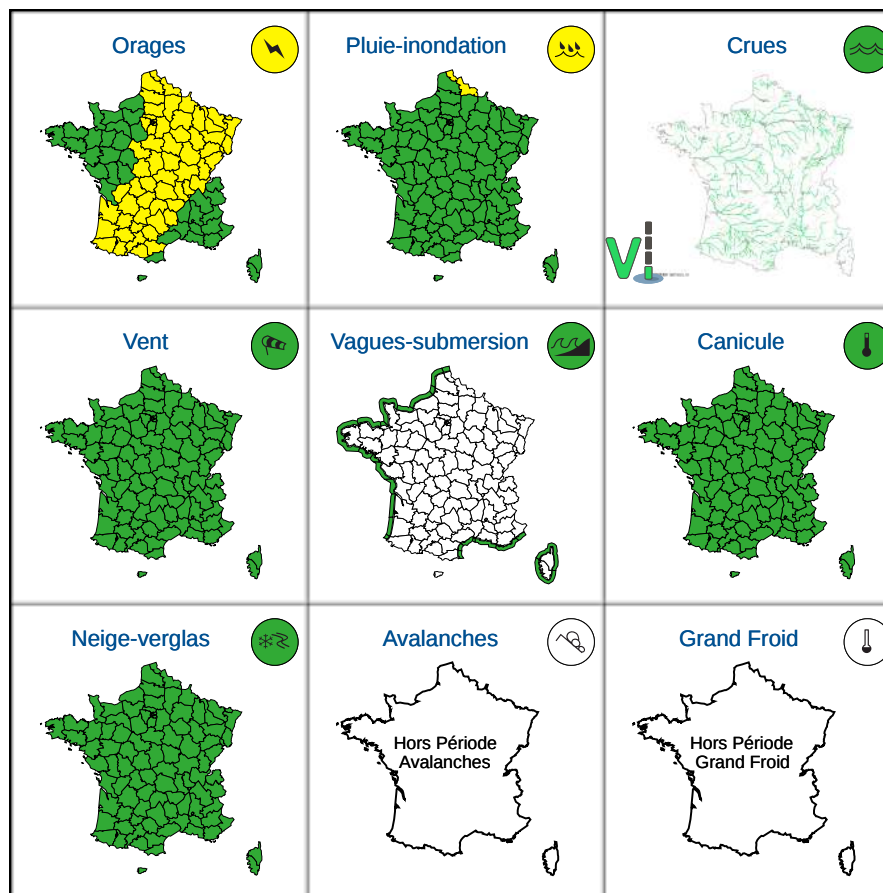 Orages
Pluie-inondation
Crues
Vent
Vagues-submersion
Canicule
Neige-verglas
Avalanches
Grand Froid
Hors Période
Avalanches
Hors Période
Grand Froid